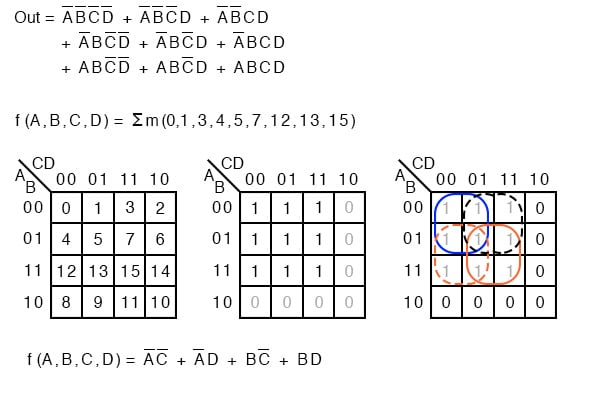 Out = A̅B̅C̅D̅ + A̅B̅C̅D + A̅B̅CD
+ A̅BC̅D̅ + A̅BC̅D + A̅BCD
+ ABC̅D̅ + ABC̅D + ABCD
f (A,B,C,D) = Σm(0,1,3,4,5,7,12,13,15)
CD
A 00 01 11 10
B
00 0 1 3 2
01 4 5 7 6
11 12 13 15 14
10 8 9 11 10
CD
A 00 01 11 10
B
00 1 1 1 0
01 1 1 1 0
11 1 1 1 0
10 0 0 0 0
CD
A 00 01 11 10
B
00 1 1 1 0
01 1 1 1 0
11 1 1 1 0
10 0 0 0 0
f (A,B,C,D) = A̅C̅ + A̅D + BC̅ + BD